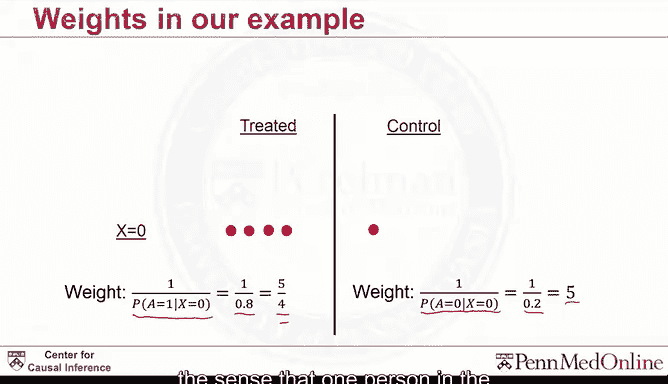 Weights in our example
Treated
Control
X=0
Weight: 1/P(A=1|X=0) = 1/0.8 = 5/4
Weight: 1/P(A=0|X=0) = 1/0.2 = 5
Center for
Causal Inference
the sense that one person in the
PennMedOnline